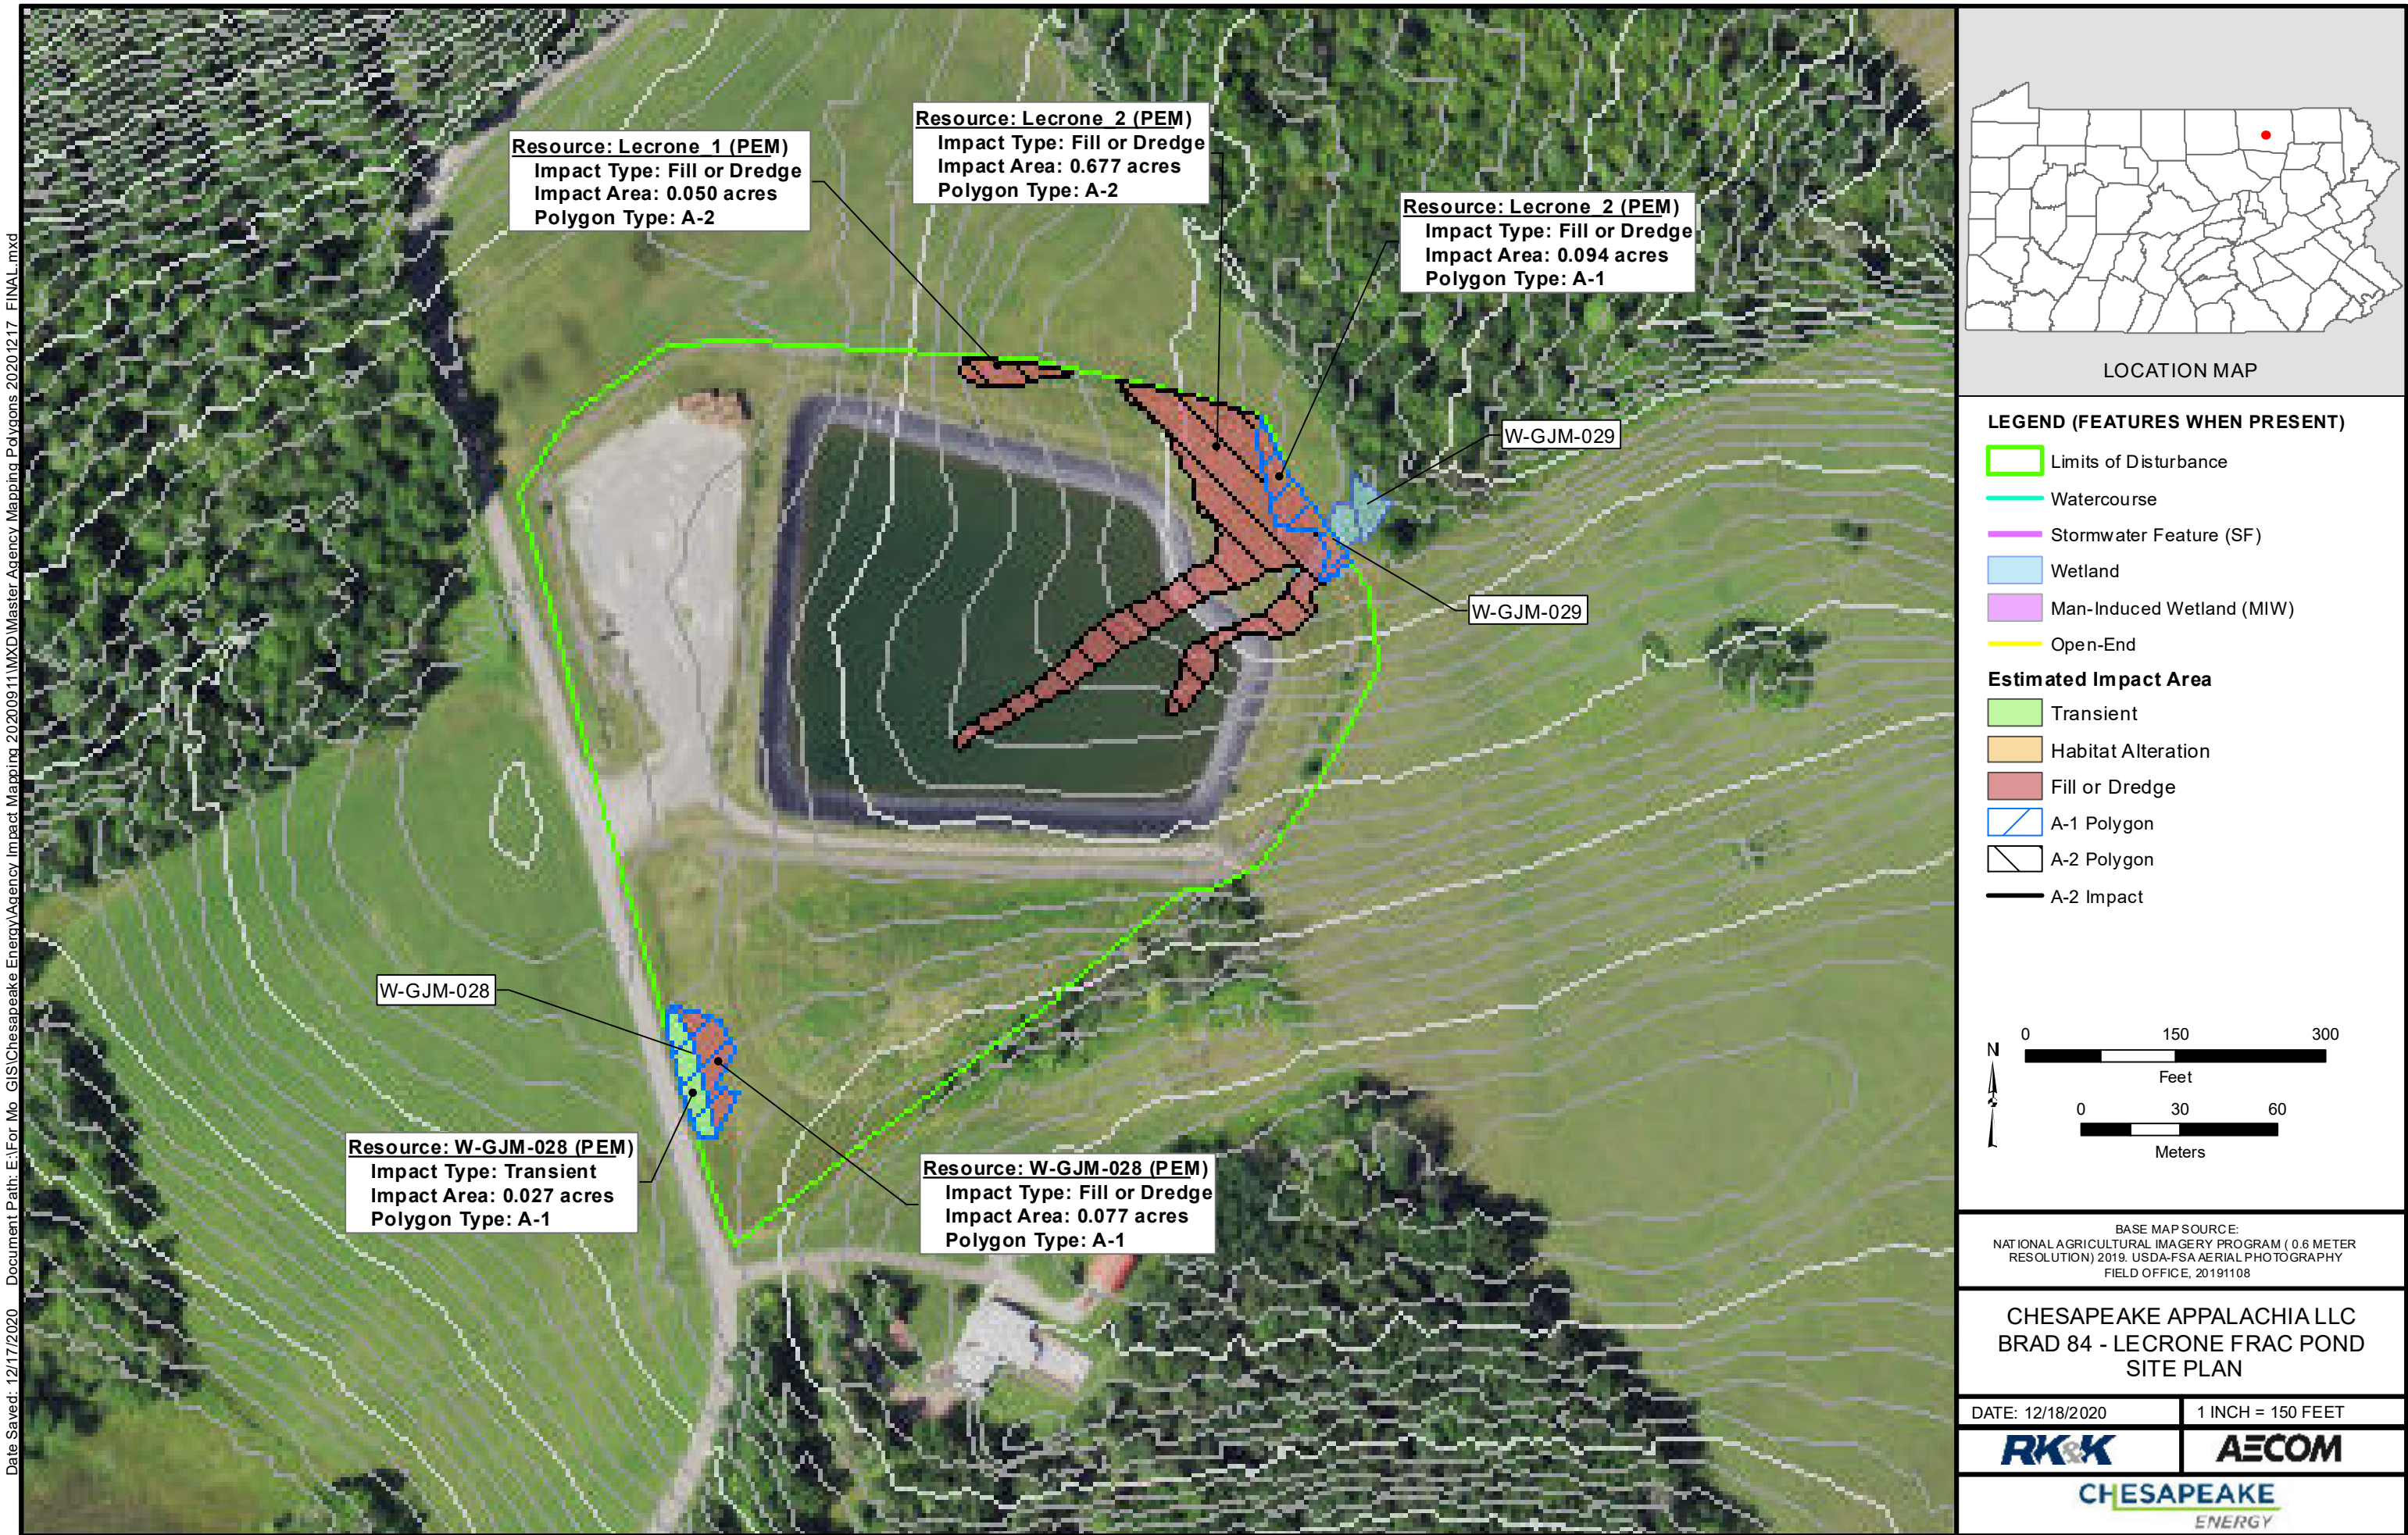 Resource: Lecrone_1 (PEM)
Impact Type: Fill or Dredge
Impact Area: 0.050 acres
Polygon Type: A-2
Resource: Lecrone_2 (PEM)
Impact Type: Fill or Dredge
Impact Area: 0.677 acres
Polygon Type: A-2
Resource: Lecrone_2 (PEM)
Impact Type: Fill or Dredge
Impact Area: 0.094 acres
Polygon Type: A-1
W-GJM-029
W-GJM-029
W-GJM-028
Resource: W-GJM-028 (PEM)
Impact Type: Transient
Impact Area: 0.027 acres
Polygon Type: A-1
Resource: W-GJM-028 (PEM)
Impact Type: Fill or Dredge
Impact Area: 0.077 acres
Polygon Type: A-1
Date Saved: 12/17/2020 Document Path: E:\For_Mo_GIS\Chesapeake Energy\Agency Impact Mapping 20200911\MXD\Master Agency Mapping Polygons 20201217_FINAL.mxd
LOCATION MAP
LEGEND (FEATURES WHEN PRESENT)
Limits of Disturbance
Watercourse
Stormwater Feature (SF)
Wetland
Man-Induced Wetland (MIW)
Open-End
Estimated Impact Area
Transient
Habitat Alteration
Fill or Dredge
A-1 Polygon
A-2 Polygon
A-2 Impact
N
0 150 300
Feet
0 30 60
Meters
BASE MAP SOURCE:
NATIONAL AGRICULTURAL IMAGERY PROGRAM ( 0.6 METER
RESOLUTION) 2019. USDA-FSA AERIAL PHOTOGRAPHY
FIELD OFFICE, 20191108
CHESAPEAKE APPALACHIA LLC
BRAD 84 - LECRONE FRAC POND
SITE PLAN
DATE: 12/18/2020
1 INCH = 150 FEET
RK&K
AECOM
CHESAPEAKE
ENERGY